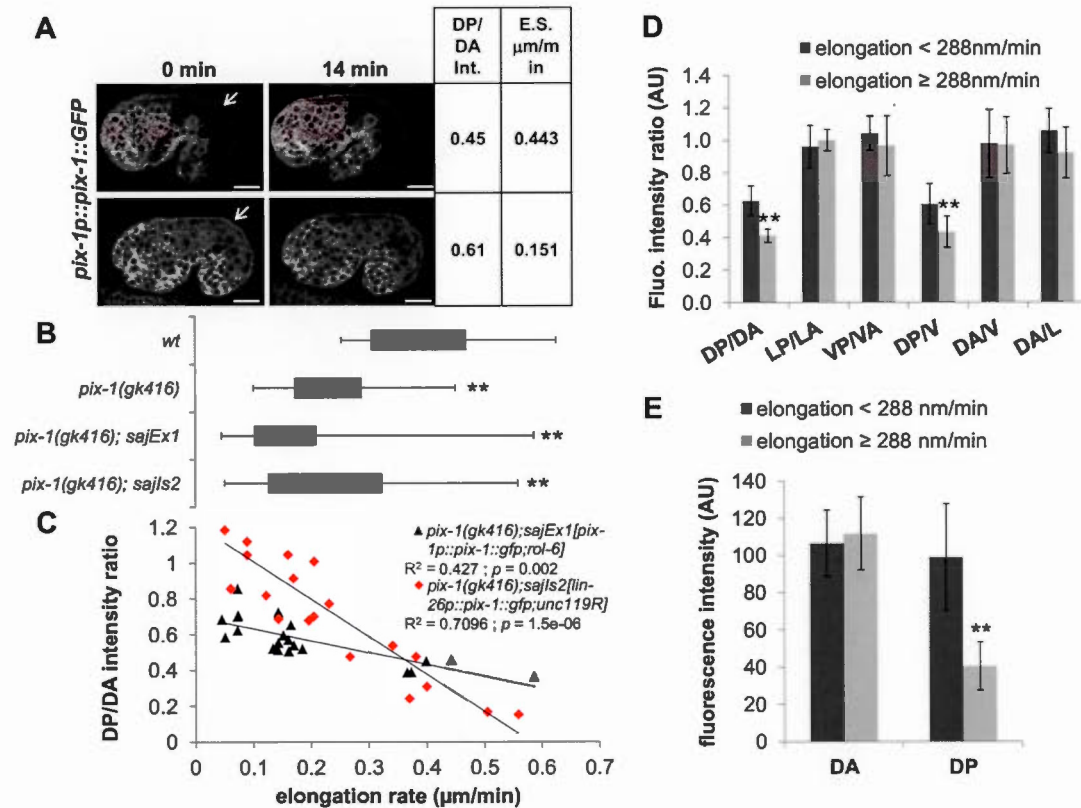 A
DP/
DA
Int.
E.S.
μm/m
in
0 min
14 min
pix-1p::pix-1::GFP
0.45
0.443
0.61
0.151
B
wt
pix-1(gk416)
**
pix-1(gk416); sajEx1
**
pix-1(gk416); sajIs2
**
C
DP/DA intensity ratio
1.2
1
0.8
0.6
0.4
0.2
0
0
0.1
0.2
0.3
0.4
0.5
0.6
0.7
elongation rate (μm/min)
pix-1(gk416);sajEx1[pix-
1p::pix-1::gfp;rol-6]
R² = 0.427 ; p = 0.002
pix-1(gk416);sajIs2[lin-
26p::pix-1::gfp;unc119R]
R² = 0.7096 ; p = 1.5e-06
D
elongation < 288nm/min
elongation ≥ 288nm/min
Fluo. intensity ratio (AU)
1.4
1.2
1.0
0.8
0.6
0.4
0.2
0.0
**
**
DP/DA
LP/LA
VP/VA
DP/V
DA/V
DA/L
E
elongation < 288 nm/min
elongation ≥ 288 nm/min
fluorescence intensity (AU)
140
120
100
80
60
40
20
0
**
DA
DP